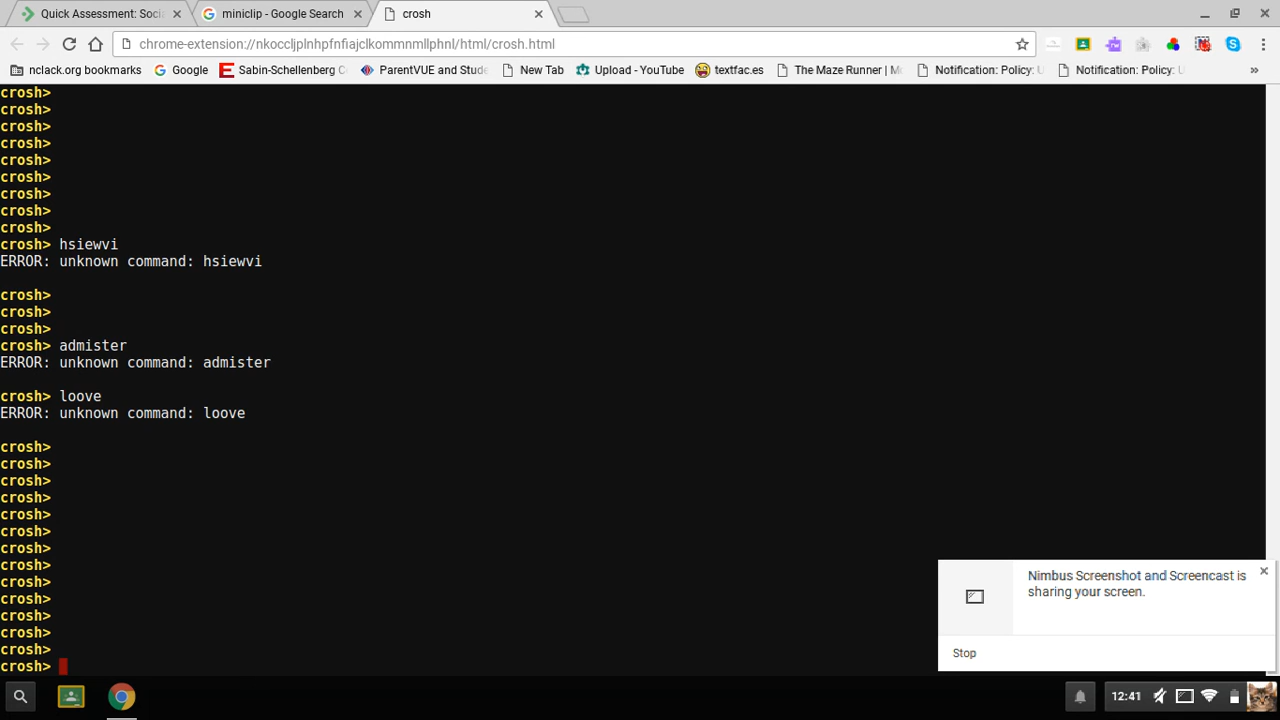 Quick Assessment: Soci
miniclip - Google Search
crosh
chrome-extension://nkoccljplnhpfnfiajclkommnmllphnl/html/crosh.html
nclack.org bookmarks
Google
Sabin-Schellenberg C
ParentVUE and Stude
New Tab
Upload - YouTube
textfac.es
The Maze Runner | Mo
Notification: Policy: U
Notification: Policy: U
»
crosh>
crosh>
crosh>
crosh>
crosh>
crosh>
crosh>
crosh>
crosh>
crosh> hsiewvi
ERROR: unknown command: hsiewvi
crosh>
crosh>
crosh>
crosh> admister
ERROR: unknown command: admister
crosh> loove
ERROR: unknown command: loove
crosh>
crosh>
crosh>
crosh>
crosh>
crosh>
crosh>
crosh>
crosh>
crosh>
crosh>
crosh>
crosh>
crosh>
Nimbus Screenshot and Screencast is
sharing your screen.
Stop
12:41